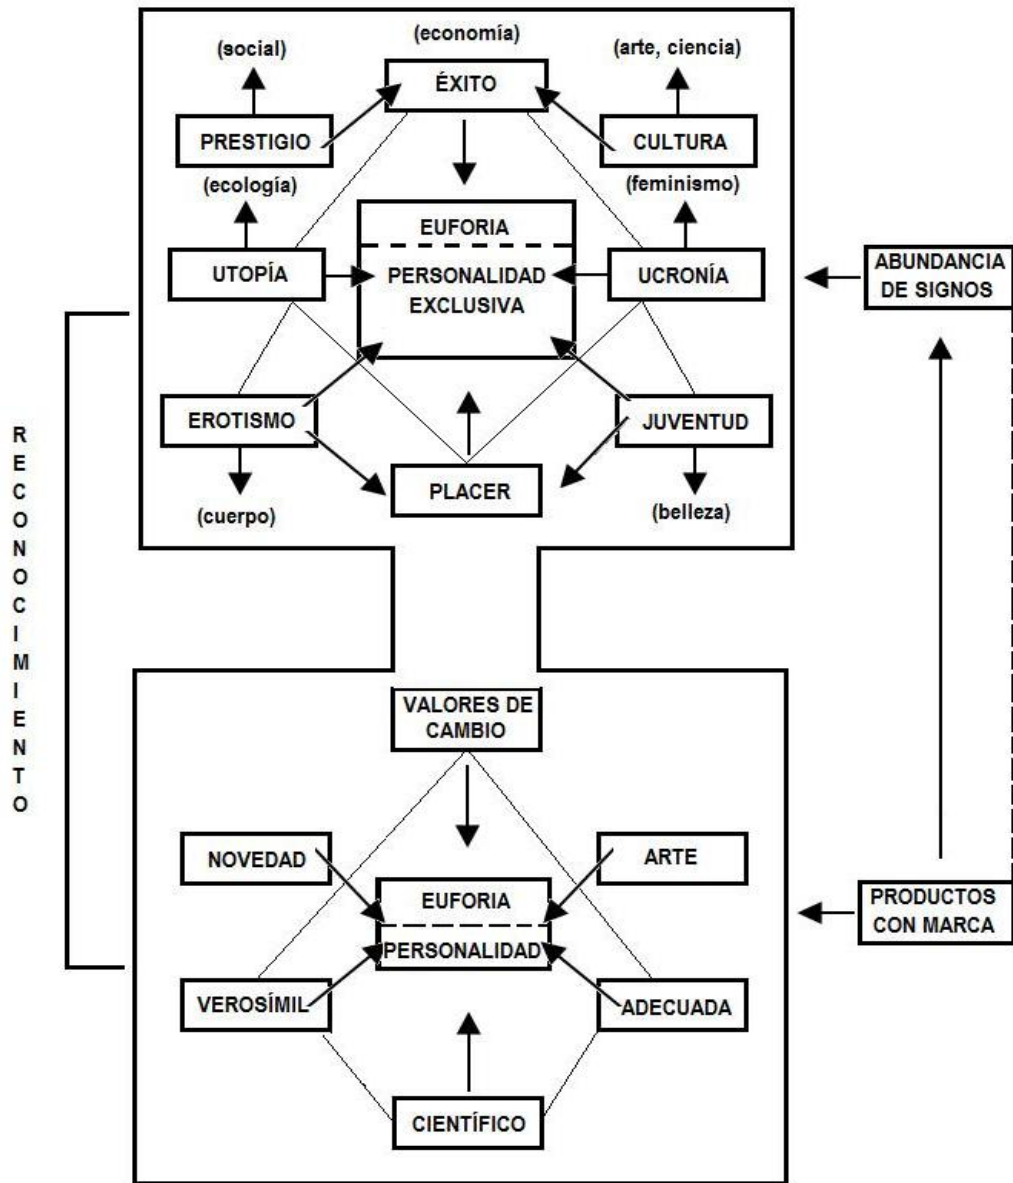 (social)
(economía)
(arte, ciencia)
ÉXITO
PRESTIGIO
CULTURA
(ecología)
(feminismo)
EUFORIA
UTOPÍA
PERSONALIDAD
EXCLUSIVA
UCRONÍA
ABUNDANCIA
DE SIGNOS
EROTISMO
JUVENTUD
PLACER
(cuerpo)
(belleza)
RECONOCIMIENTO
VALORES DE
CAMBIO
NOVEDAD
ARTE
EUFORIA
PERSONALIDAD
PRODUCTOS
CON MARCA
VEROSÍMIL
ADECUADA
CIENTÍFICO